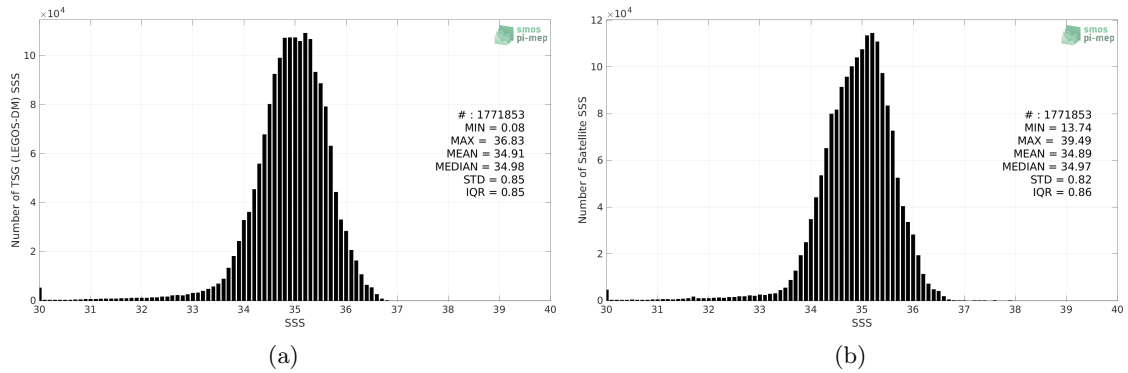 ×10⁴
smos
pi-mep
Number of TSG (LEGOS-DM) SSS
10
8
6
4
2
0
# : 1771853
MIN = 0.08
MAX = 36.83
MEAN = 34.91
MEDIAN = 34.98
STD = 0.85
IQR = 0.85
30 31 32 33 34 35 36 37 38 39 40
SSS
(a)
×10⁴
smos
pi-mep
Number of Satellite SSS
12
10
8
6
4
2
0
# : 1771853
MIN = 13.74
MAX = 39.49
MEAN = 34.89
MEDIAN = 34.97
STD = 0.82
IQR = 0.86
30 31 32 33 34 35 36 37 38 39 40
SSS
(b)